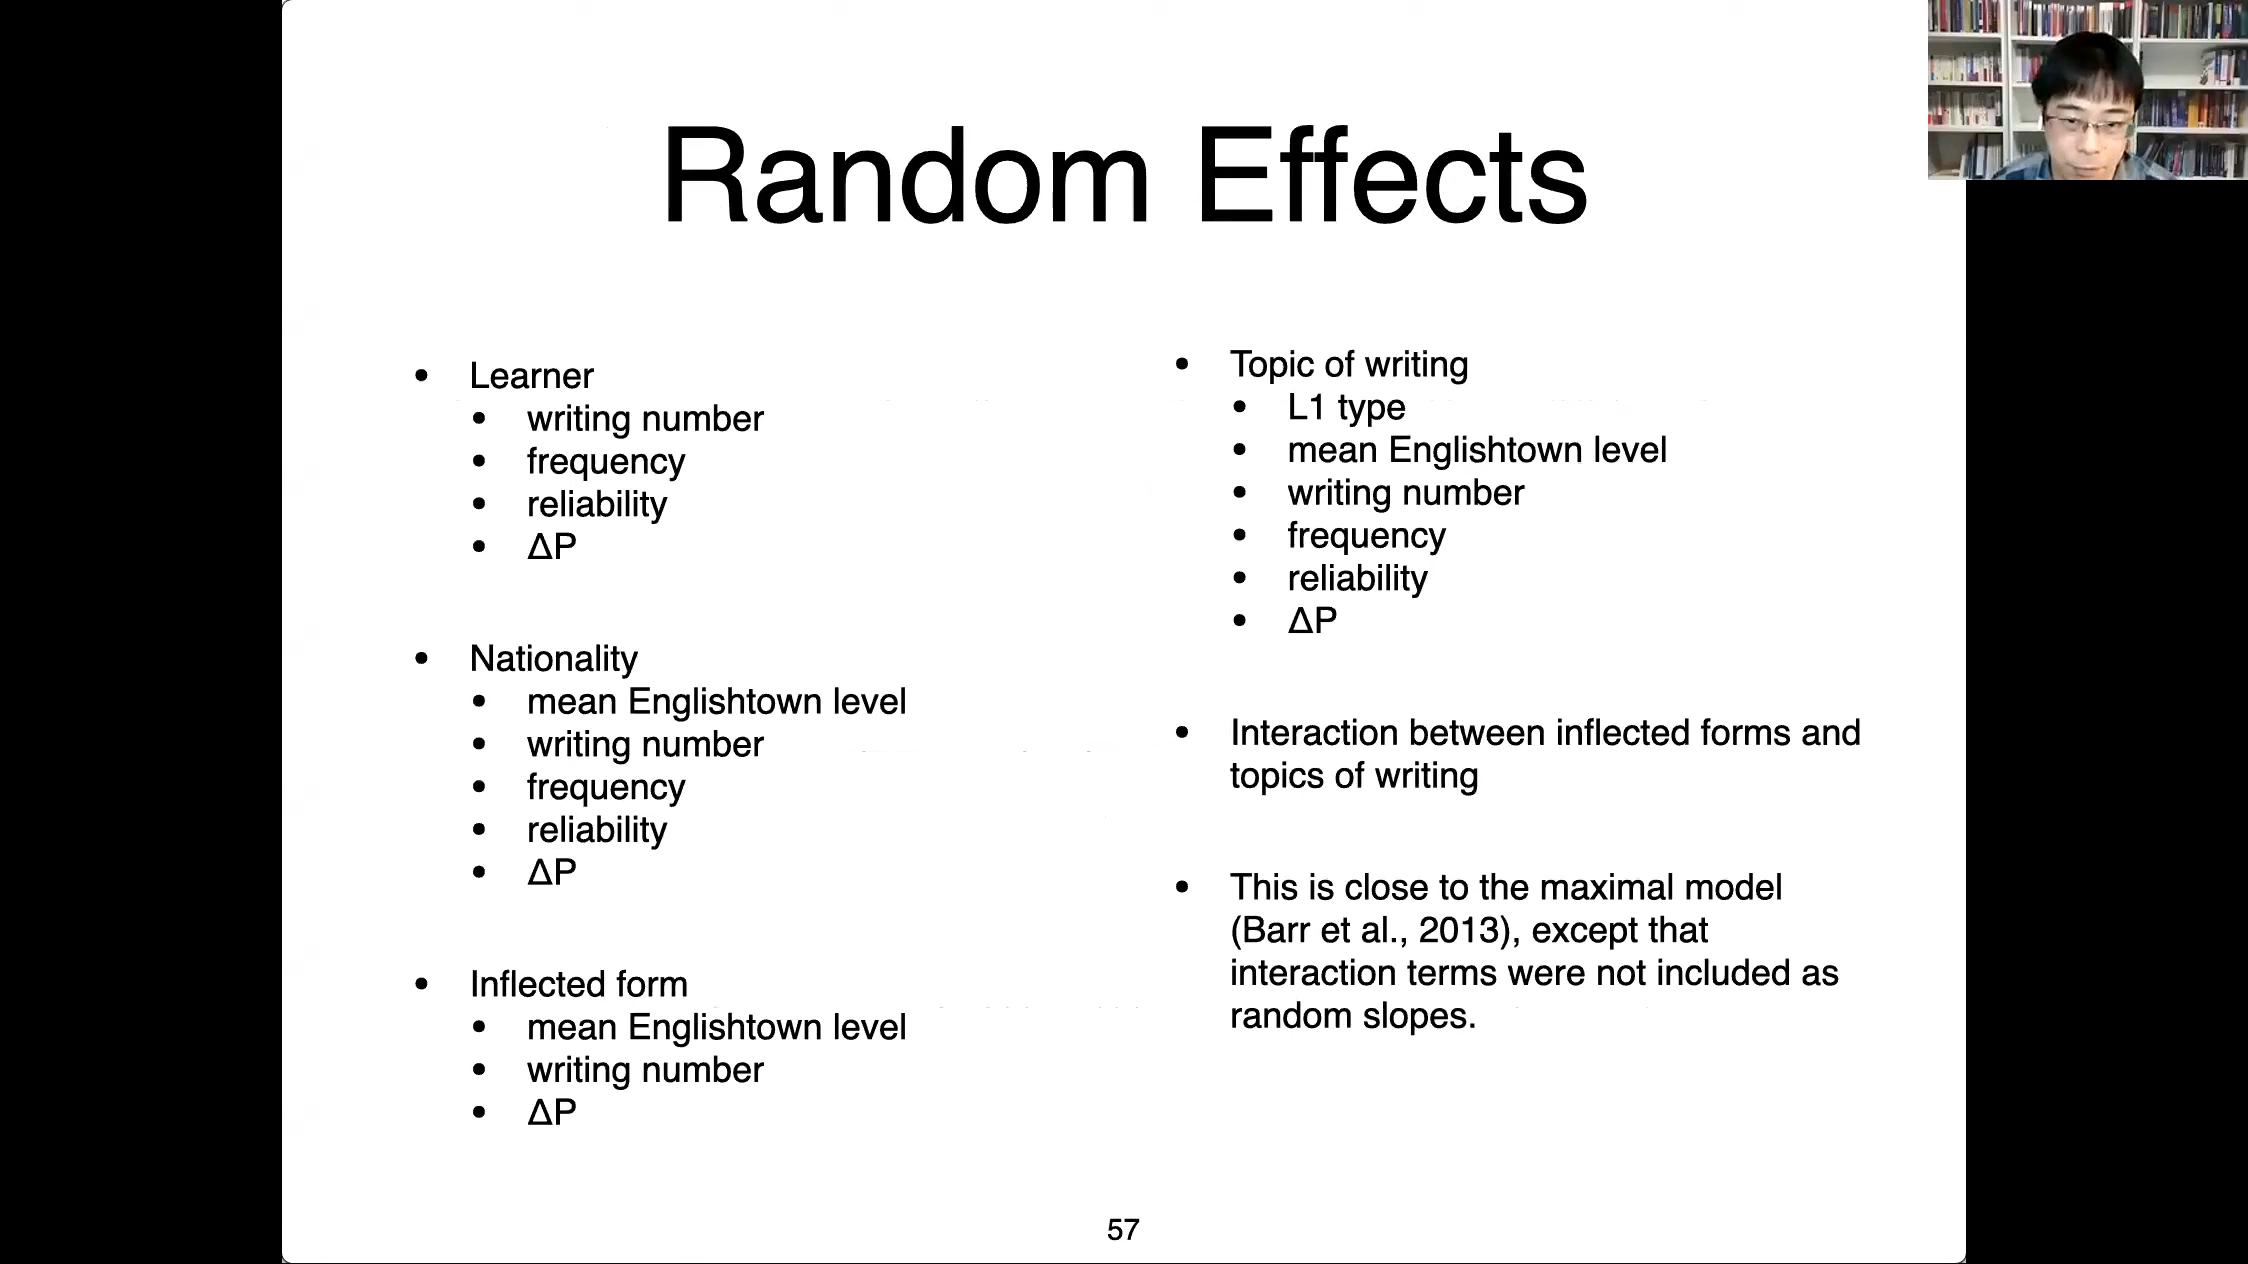 Random Effects
• Learner
• writing number
• frequency
• reliability
• ΔP
• Nationality
• mean Englishtown level
• writing number
• frequency
• reliability
• ΔP
• Inflected form
• mean Englishtown level
• writing number
• ΔP
• Topic of writing
• L1 type
• mean Englishtown level
• writing number
• frequency
• reliability
• ΔP
• Interaction between inflected forms and
topics of writing
• This is close to the maximal model
(Barr et al., 2013), except that
interaction terms were not included as
random slopes.
57